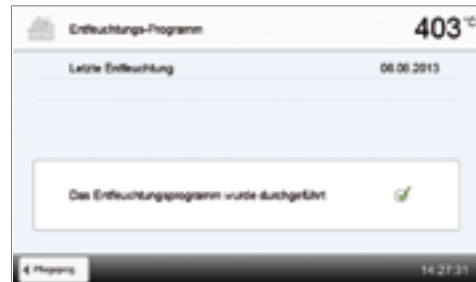 Entfeuchtungs-Programm
403 °C
Letzte Entfeuchtung 06.06.2013
Das Entfeuchtungsprogramm wurde durchgeführt
14:27:31